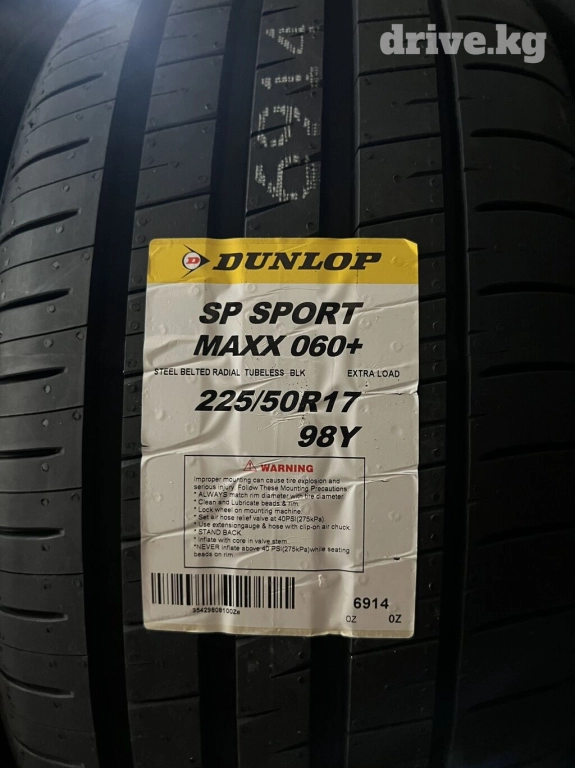 drive.kg
6914
DUNLOP
SP SPORT
MAXX 060+
STEEL BELTED RADIAL TUBELESS BLK EXTRA LOAD
225/50R17
98Y
WARNING
Improper mounting can cause tire explosion and
serious injury. Follow These Mounting Precautions
* ALWAYS match rim diameter with tire diameter
* Clean and Lubricate beads & rim
* Lock wheel on mounting machine
* Set air hose relief valve at 40PSI(275kPa)
* Use extensiongauge & hose with clip-on air chuck
* STAND BACK
* Inflate with core in valve stem
*NEVER inflate above 40 PSI(275kPa)while seating
beads on rim
6914
0Z 0Z